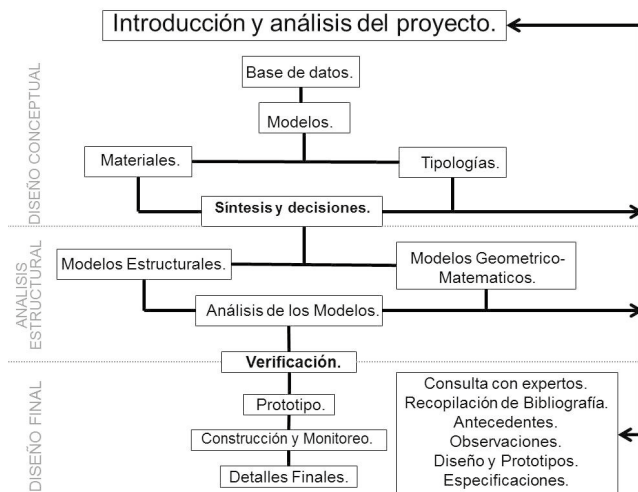 Introducción y análisis del proyecto.
DISEÑO CONCEPTUAL
Base de datos.
Modelos.
Materiales.
Tipologías.
Síntesis y decisiones.
ANALISIS
ESTRUCTURAL
Modelos Estructurales.
Modelos Geometrico-
Matematicos.
Análisis de los Modelos.
Verificación.
DISEÑO FINAL
Prototipo.
Construcción y Monitoreo.
Detalles Finales.
Consulta con expertos.
Recopilación de Bibliografía.
Antecedentes.
Observaciones.
Diseño y Prototipos.
Especificaciones.